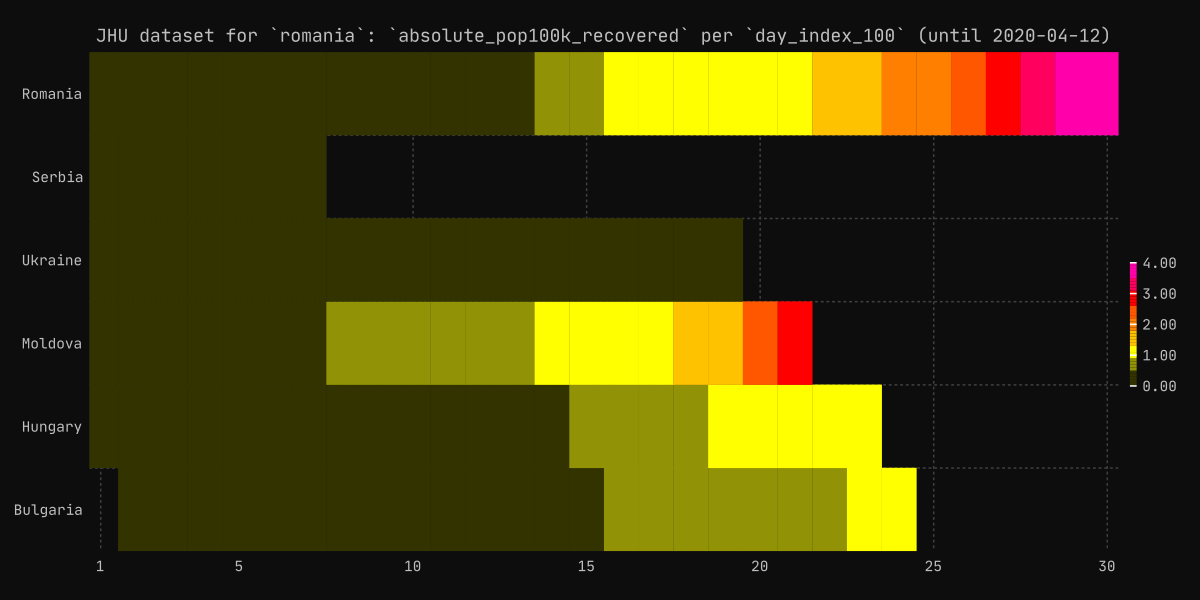 JHU dataset for `romania`: `absolute_pop100k_recovered` per `day_index_100` (until 2020-04-12)
Romania
Serbia
Ukraine
Moldova
Hungary
Bulgaria
4.00
3.00
2.00
1.00
0.00
1 5 10 15 20 25 30